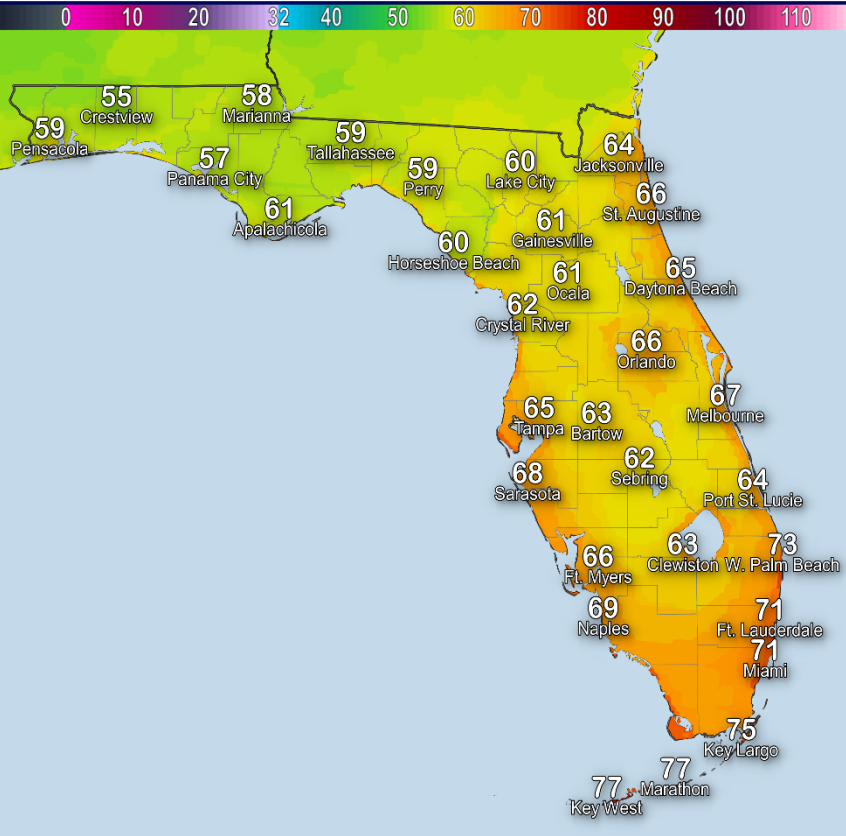 0 10 20 32 40 50 60 70 80 90 100 110
55
Crestview
58
Marianna
59
Pensacola
59
Tallahassee
57
Panama City
59
Perry
60
Lake City
64
Jacksonville
61
Apalachicola
66
St. Augustine
61
Gainesville
60
Horseshoe Beach
61
Ocala
65
Daytona Beach
62
Crystal River
66
Orlando
67
Melbourne
65
Tampa
63
Bartow
68
Sarasota
62
Sebring
64
Port St. Lucie
66
Ft. Myers
63
Clewiston
73
W. Palm Beach
69
Naples
71
Ft. Lauderdale
71
Miami
75
Key Largo
77
Marathon
77
Key West